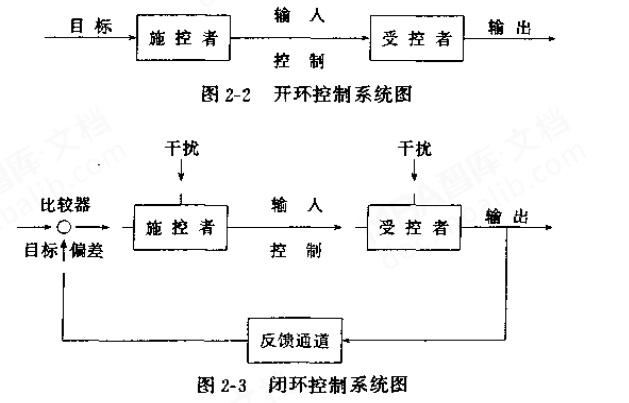 目标
施控者
输人
控制
受控者
输出
图2-2 开环控制系统图
干扰
干扰
比较器
目标
偏差
施控者
输人
控制
受控者
输出
反馈通道
图2-3 闭环控制系统图